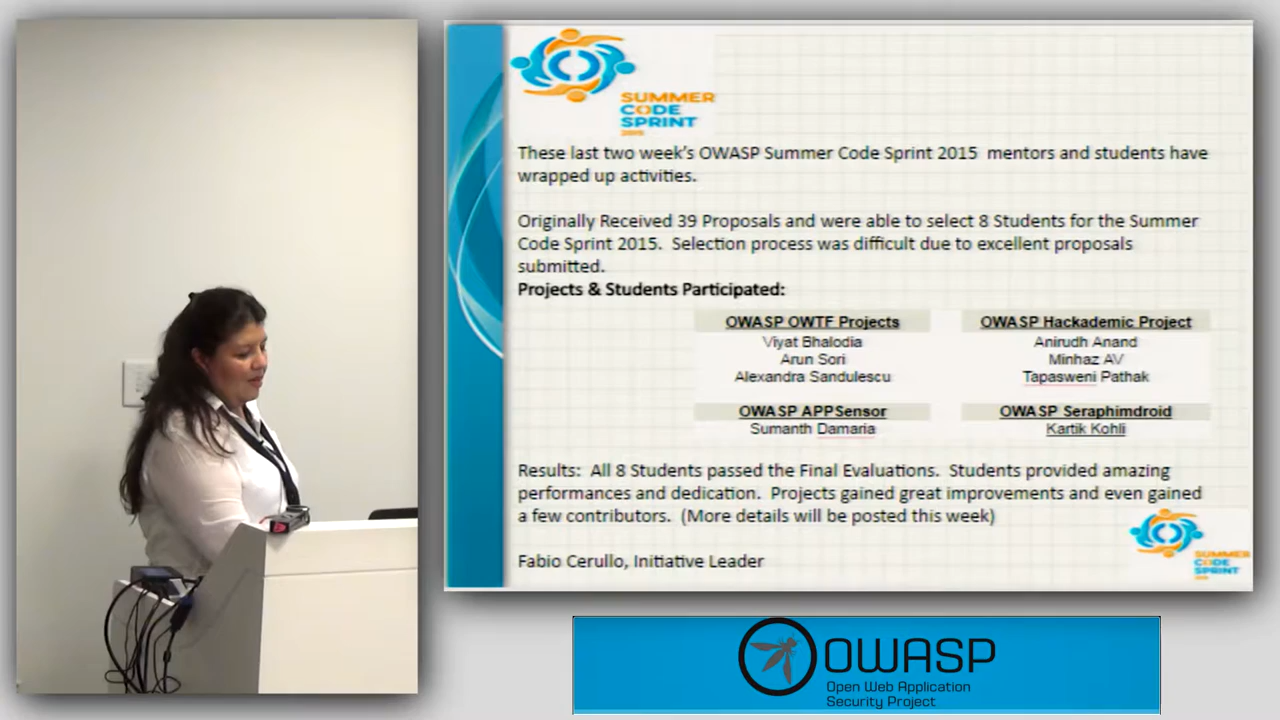 SUMMER
CODE
SPRINT
2015
These last two week's OWASP Summer Code Sprint 2015 mentors and students have
wrapped up activities.
Originally Received 39 Proposals and were able to select 8 Students for the Summer
Code Sprint 2015. Selection process was difficult due to excellent proposals
submitted.
Projects & Students Participated:
OWASP OWTF Projects
Viyat Bhalodia
Arun Sori
Alexandra Sandulescu
OWASP Hackademic Project
Anirudh Anand
Minhaz AV
Tapasweni Pathak
OWASP APPSensor
Sumanth Damaria
OWASP Seraphimdroid
Kartik Kohli
Results: All 8 Students passed the Final Evaluations. Students provided amazing
performances and dedication. Projects gained great improvements and even gained
a few contributors. (More details will be posted this week)
Fabio Cerullo, Initiative Leader
SUMMER
CODE
SPRINT
2015
OWASP
Open Web Application
Security Project